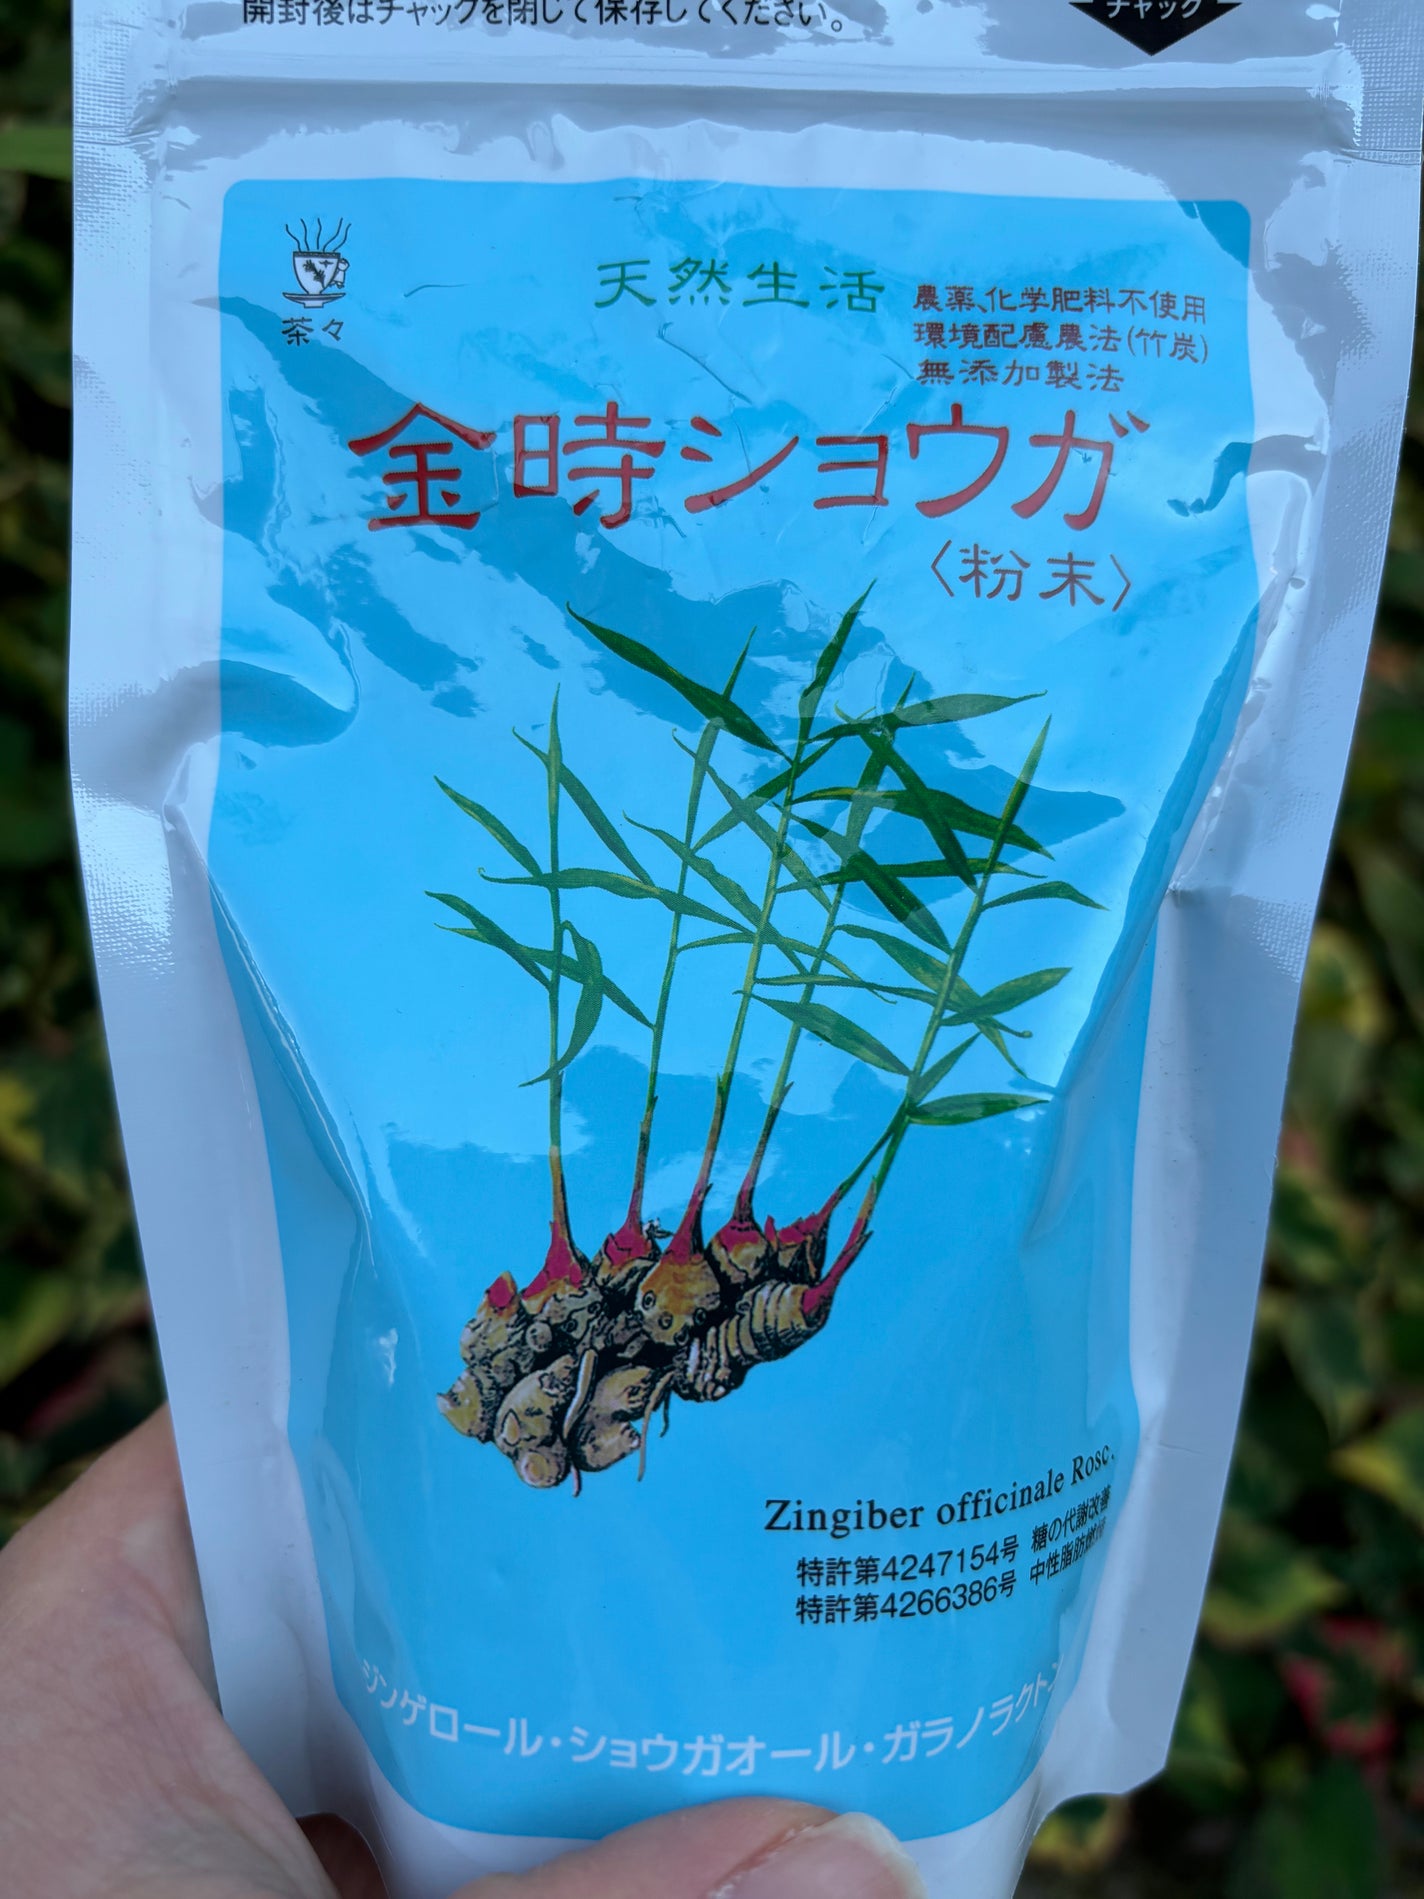 開封後はチャックを閉じて保存してください。
チャック
茶々
天然生活
農薬、化学肥料不使用
環境配慮農法(竹炭)
無添加製法
金時ショウガ
〈粉末〉
Zingiber officinale Rosc.
特許第4247154号 糖の代謝改善
特許第4266386号 中性脂肪
ジンゲロール・ショウガオール・ガラノラクトン